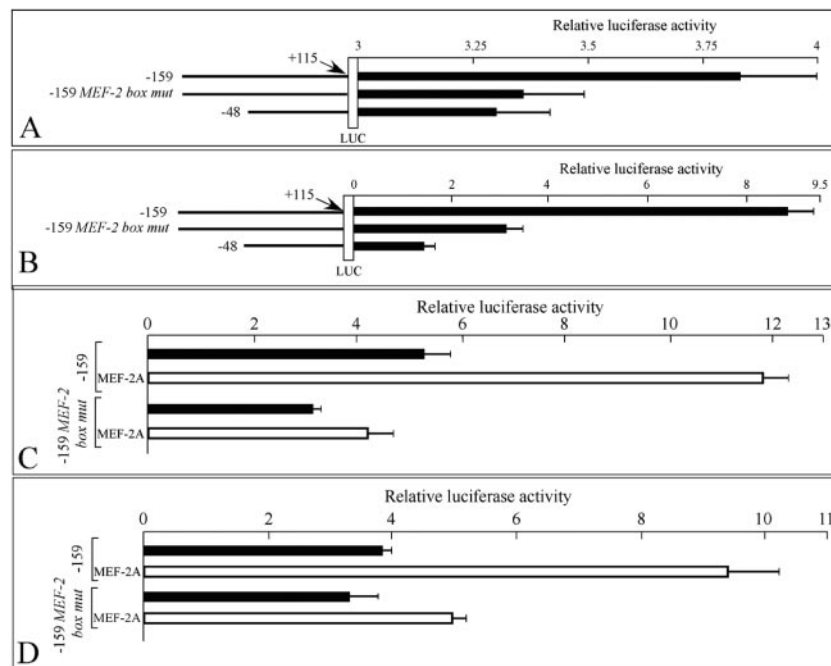 Relative luciferase activity
3 3.25 3.5 3.75 4
+115
-159
-159 MEF-2 box mut
-48
LUC
A
Relative luciferase activity
0 2 4 6 8 9.5
+115
-159
-159 MEF-2 box mut
-48
LUC
B
Relative luciferase activity
0 2 4 6 8 10 12 13
-159
MEF-2A
-159 MEF-2
box mut
MEF-2A
C
Relative luciferase activity
0 2 4 6 8 10 11
-159
MEF-2A
-159 MEF-2
box mut
MEF-2A
D